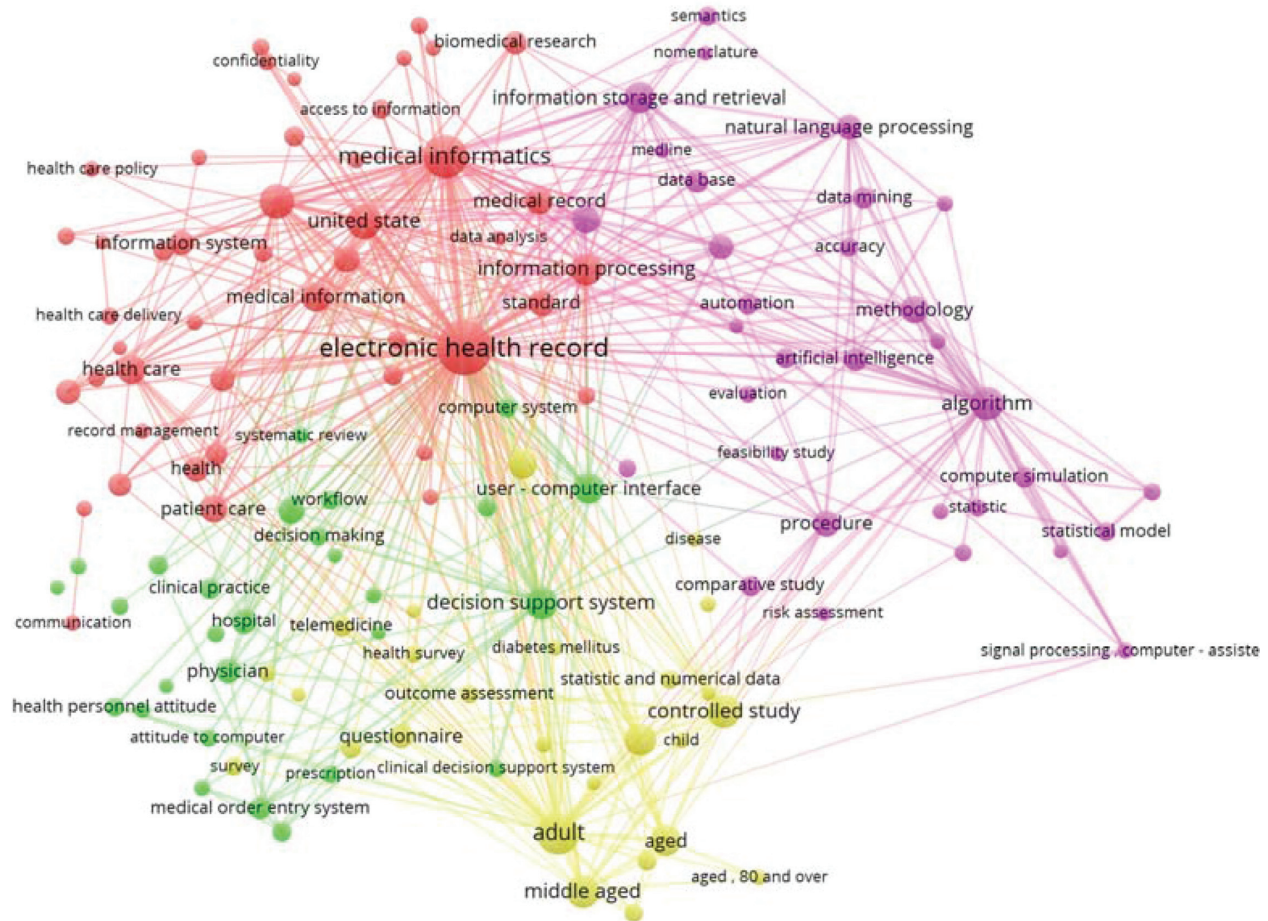 semantics
confidentiality
biomedical research
nomenclature
information storage and retrieval
access to information
natural language processing
medical informatics
medline
health care policy
data base
medical record
data mining
united state
information system
data analysis
accuracy
information processing
medical information
standard
automation
methodology
health care delivery
electronic health record
artificial intelligence
health care
evaluation
algorithm
computer system
record management
systematic review
feasibility study
health
computer simulation
user - computer interface
workflow
patient care
statistic
procedure
statistical model
decision making
disease
clinical practice
comparative study
decision support system
hospital
risk assessment
communication
telemedicine
diabetes mellitus
health survey
signal processing , computer - assiste
physician
statistic and numerical data
outcome assessment
health personnel attitude
controlled study
attitude to computer
questionnaire
child
survey
prescription
clinical decision support system
medical order entry system
adult
aged
aged , 80 and over
middle aged